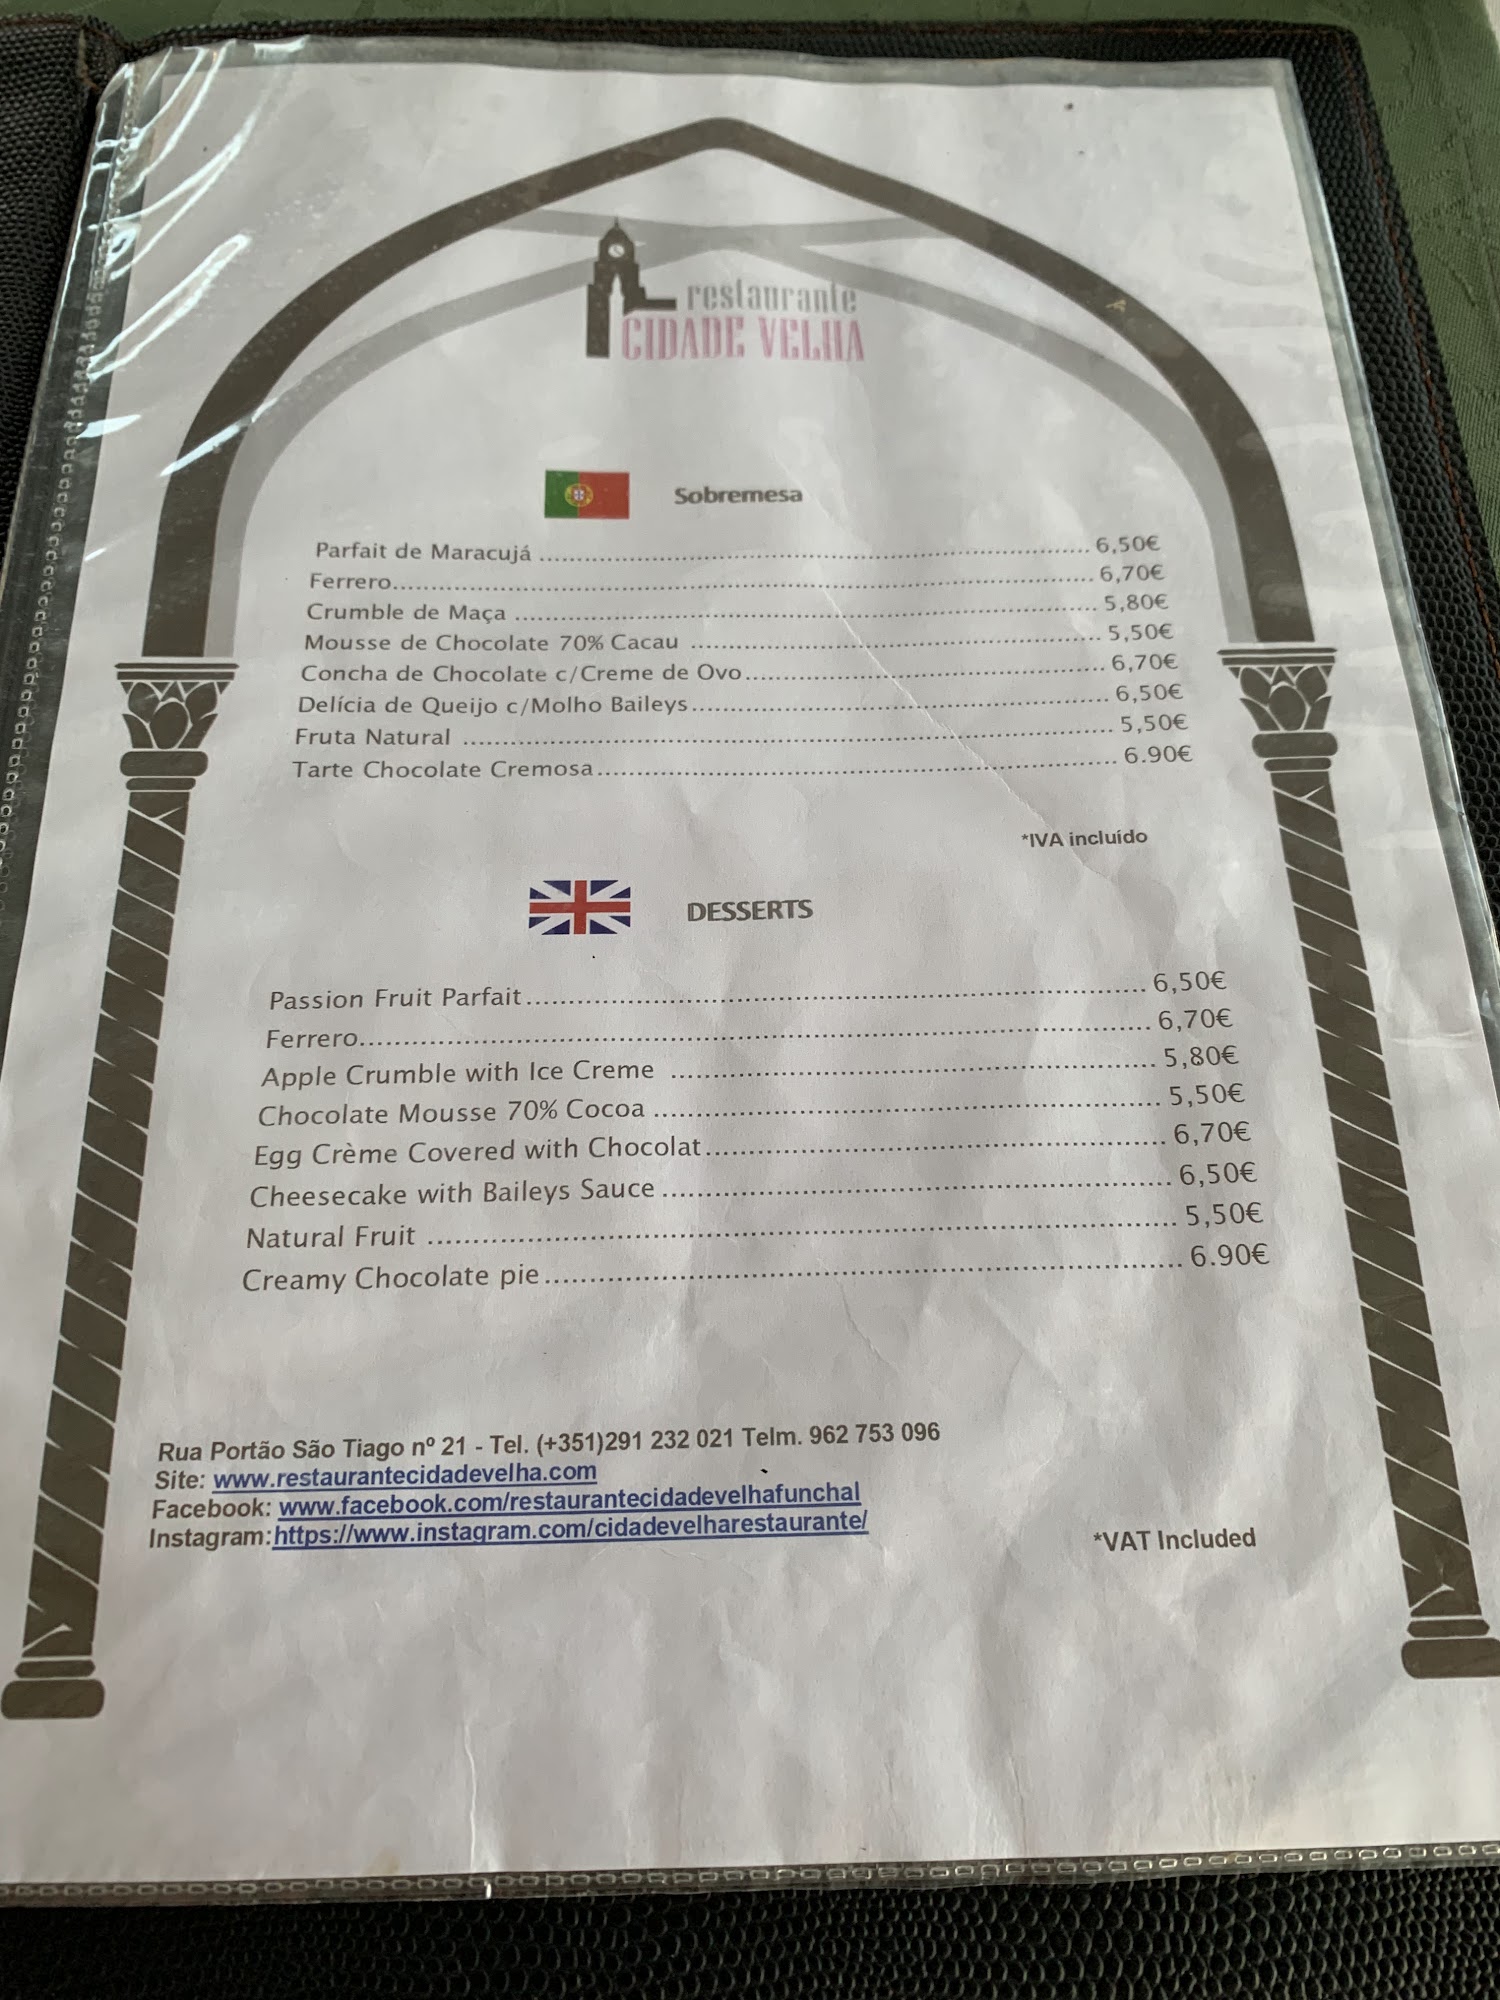 restaurante
CIDADE VELHA
Sobremesa
Parfait de Maracujá ........................................ 6,50€
Ferrero........................................ 6,70€
Crumble de Maça ........................................ 5,80€
Mousse de Chocolate 70% Cacau ........................................ 5,50€
Concha de Chocolate c/Creme de Ovo........................................ 6,70€
Delícia de Queijo c/Molho Baileys........................................ 6,50€
Fruta Natural ........................................ 5,50€
Tarte Chocolate Cremosa........................................ 6.90€
*IVA incluído
DESSERTS
Passion Fruit Parfait........................................ 6,50€
Ferrero........................................ 6,70€
Apple Crumble with Ice Creme ........................................ 5,80€
Chocolate Mousse 70% Cocoa ........................................ 5,50€
Egg Crème Covered with Chocolat........................................ 6,70€
Cheesecake with Baileys Sauce ........................................ 6,50€
Natural Fruit ........................................ 5,50€
Creamy Chocolate pie........................................ 6.90€
Rua Portão São Tiago nº 21 - Tel. (+351)291 232 021 Telm. 962 753 096
Site: www.restaurantecidadevelha.com
Facebook: www.facebook.com/restaurantecidadevelhafunchal
Instagram:https://www.instagram.com/cidadevelharestaurante/
*VAT Included